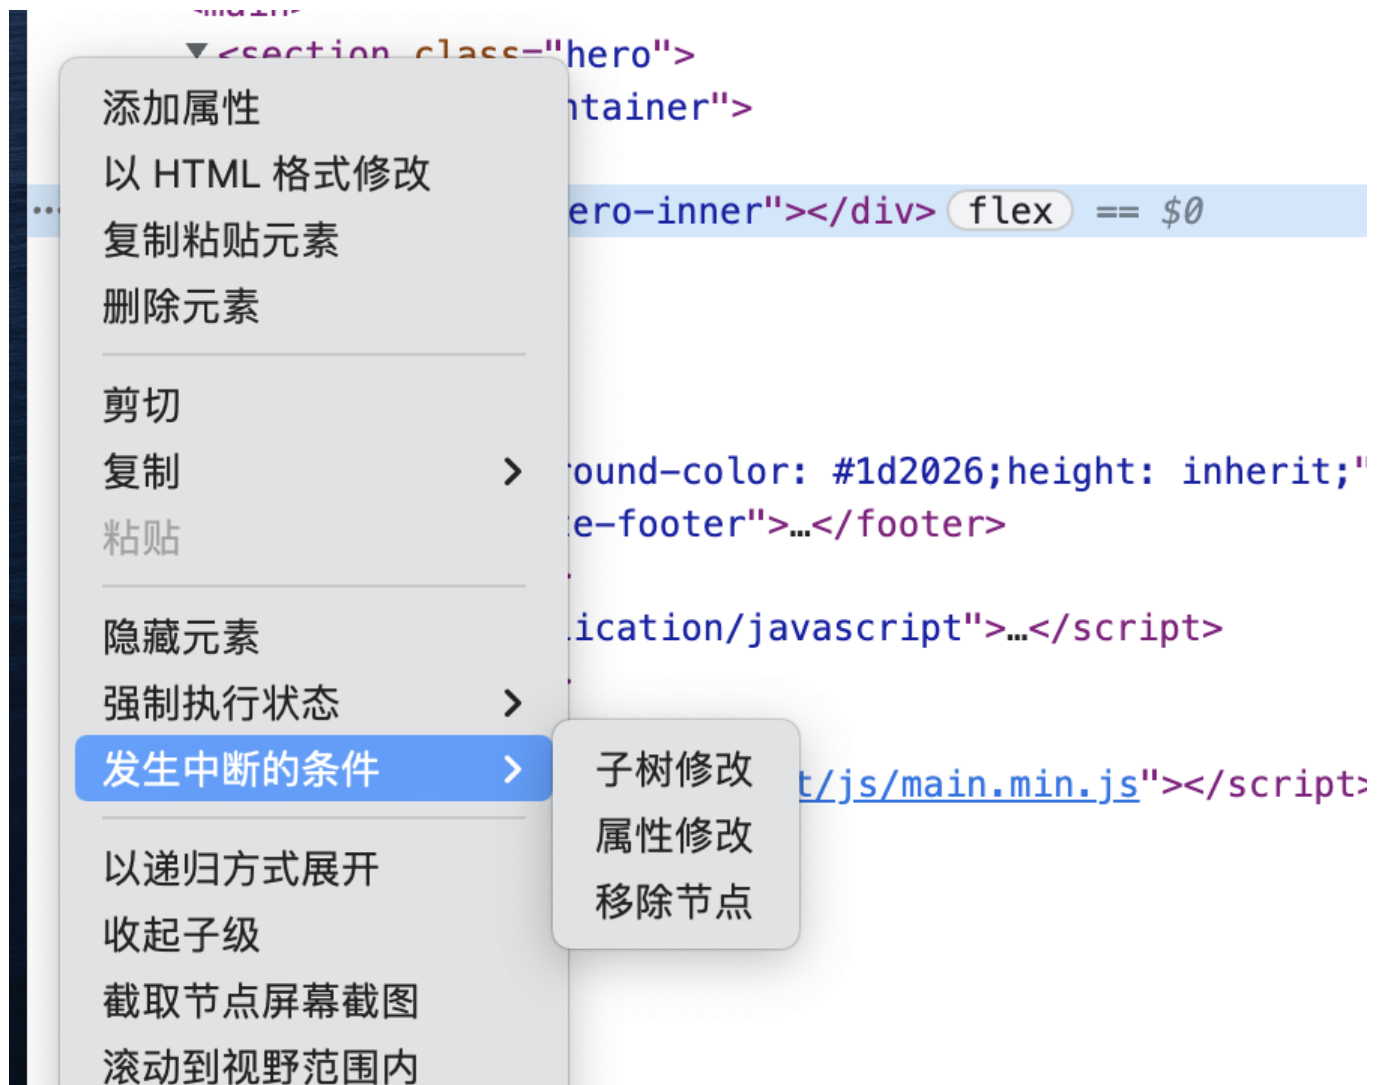 <section class="hero">
添加属性
ntainer">
以 HTML 格式修改
ero-inner"></div> flex == $0
复制粘贴元素
删除元素
剪切
复制
round-color: #1d2026;height: inherit;"
粘贴
te-footer">…</footer>
隐藏元素
lication/javascript">…</script>
强制执行状态
发生中断的条件
子树修改
t/js/main.min.js"></script>
属性修改
以递归方式展开
移除节点
收起子级
截取节点屏幕截图
滚动到视野范围内